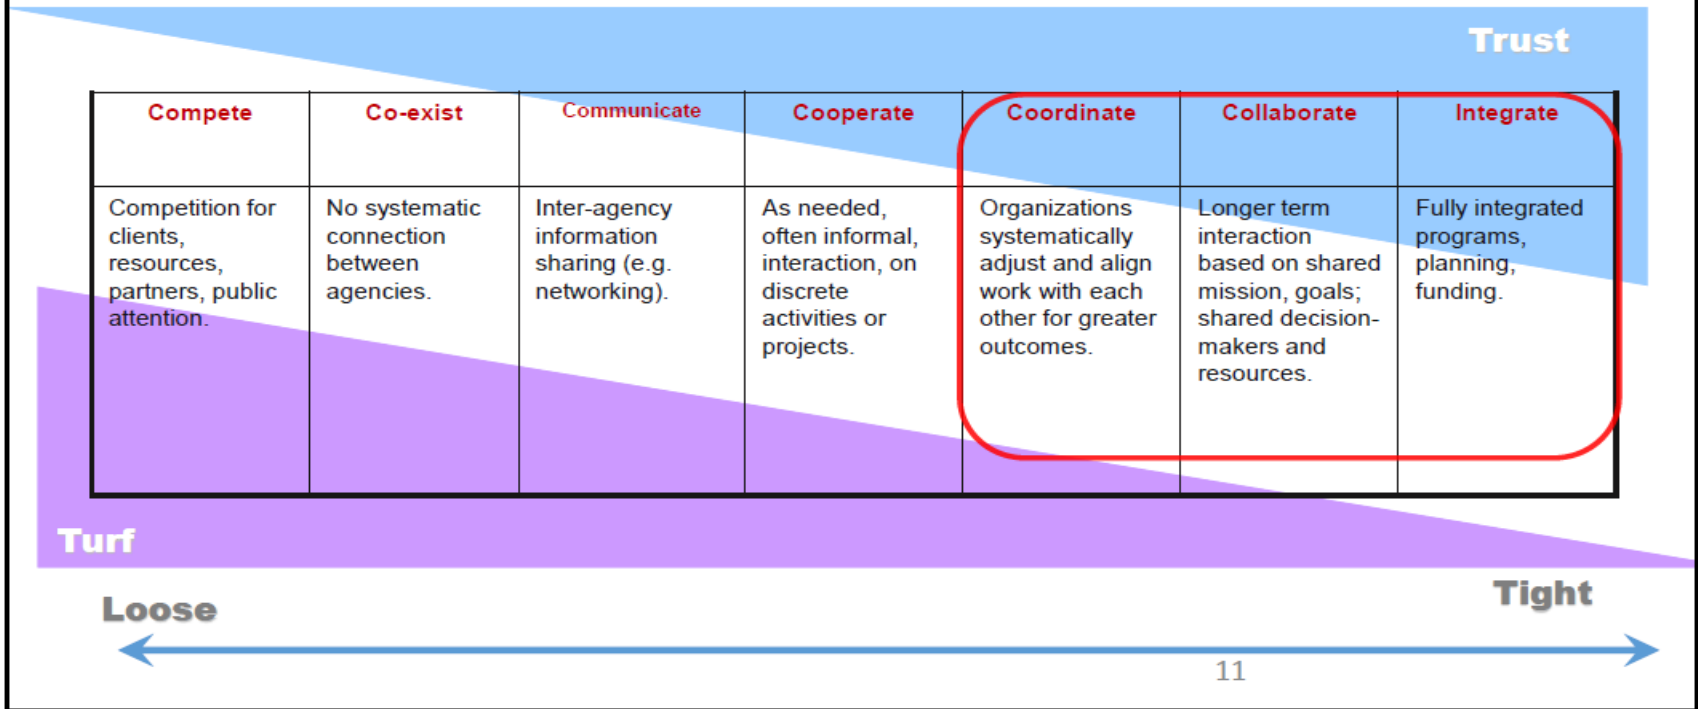 Trust
Compete
Co-exist
Communicate
Cooperate
Coordinate
Collaborate
Integrate
Competition for
clients,
resources,
partners, public
attention.
No systematic
connection
between
agencies.
Inter-agency
information
sharing (e.g.
networking).
As needed,
often informal,
interaction, on
discrete
activities or
projects.
Organizations
systematically
adjust and align
work with each
other for greater
outcomes.
Longer term
interaction
based on shared
mission, goals;
shared decision-
makers and
resources.
Fully integrated
programs,
planning,
funding.
Turf
Loose
Tight
11